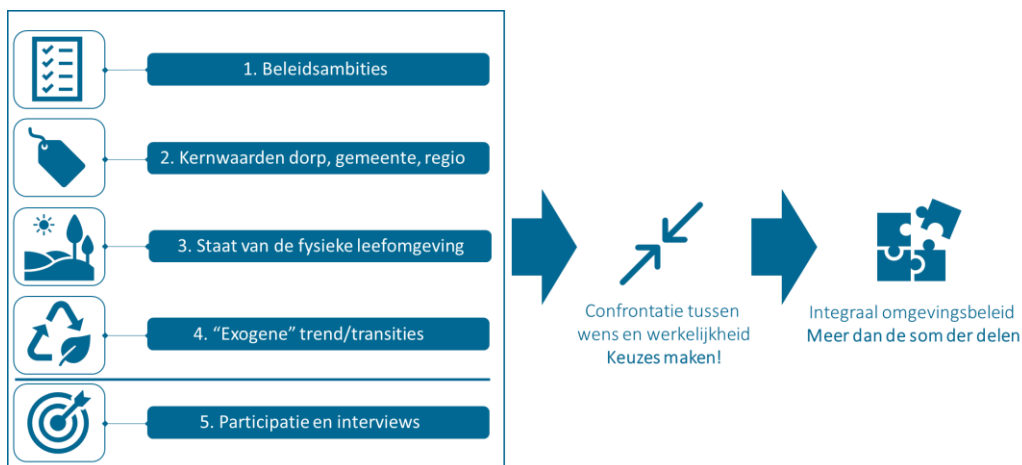 1. Beleidsambities
2. Kernwaarden dorp, gemeente, regio
3. Staat van de fysieke leefomgeving
4. “Exogene” trend/transities
5. Participatie en interviews
Confrontatie tussen
wens en werkelijkheid
Keuzes maken!
Integraal omgevingsbeleid
Meer dan de som der delen